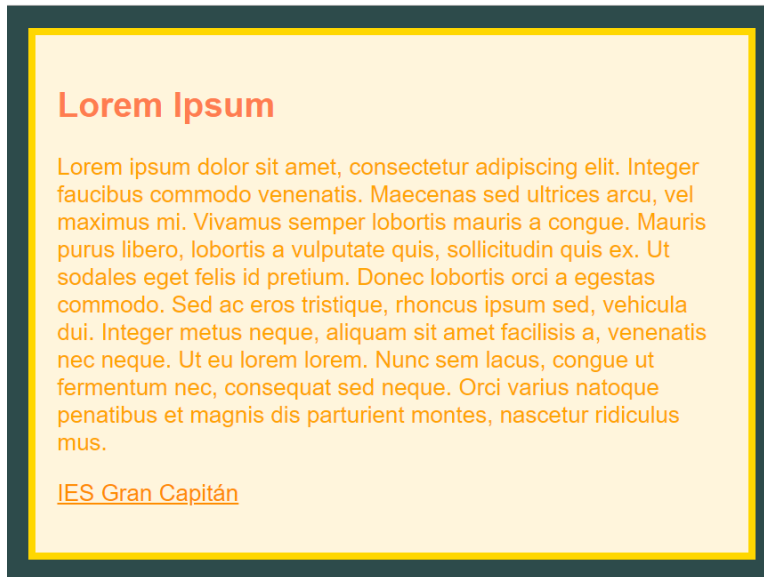 Lorem Ipsum
Lorem ipsum dolor sit amet, consectetur adipiscing elit. Integer
faucibus commodo venenatis. Maecenas sed ultrices arcu, vel
maximus mi. Vivamus semper lobortis mauris a congue. Mauris
purus libero, lobortis a vulputate quis, sollicitudin quis ex. Ut
sodales eget felis id pretium. Donec lobortis orci a egestas
commodo. Sed ac eros tristique, rhoncus ipsum sed, vehicula
dui. Integer metus neque, aliquam sit amet facilisis a, venenatis
nec neque. Ut eu lorem lorem. Nunc sem lacus, congue ut
fermentum nec, consequat sed neque. Orci varius natoque
penatibus et magnis dis parturient montes, nascetur ridiculus
mus.
IES Gran Capitán